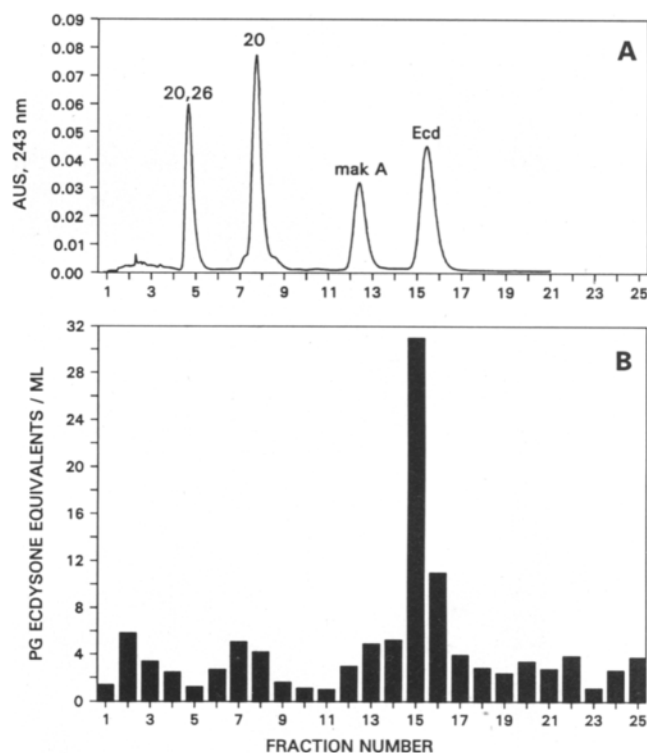 A
0.09
0.08
0.07
0.06
0.05
0.04
0.03
0.02
0.01
0.00
AUS, 243 nm
20,26
20
mak A
Ecd
1 3 5 7 9 11 13 15 17 19 21 23 25
B
32
28
24
20
16
12
8
4
0
PG ECDYSONE EQUIVALENTS / ML
1 3 5 7 9 11 13 15 17 19 21 23 25
FRACTION NUMBER